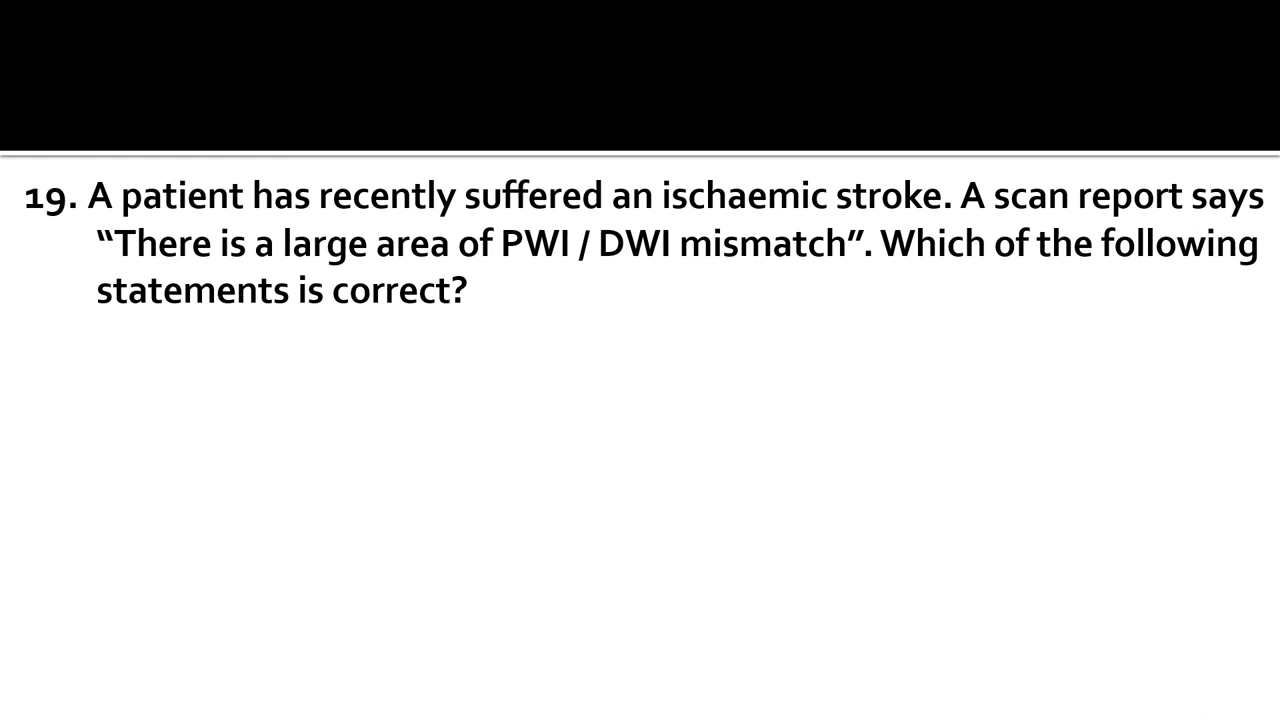 19. A patient has recently suffered an ischaemic stroke. A scan report says
“There is a large area of PWI / DWI mismatch”. Which of the following
statements is correct?